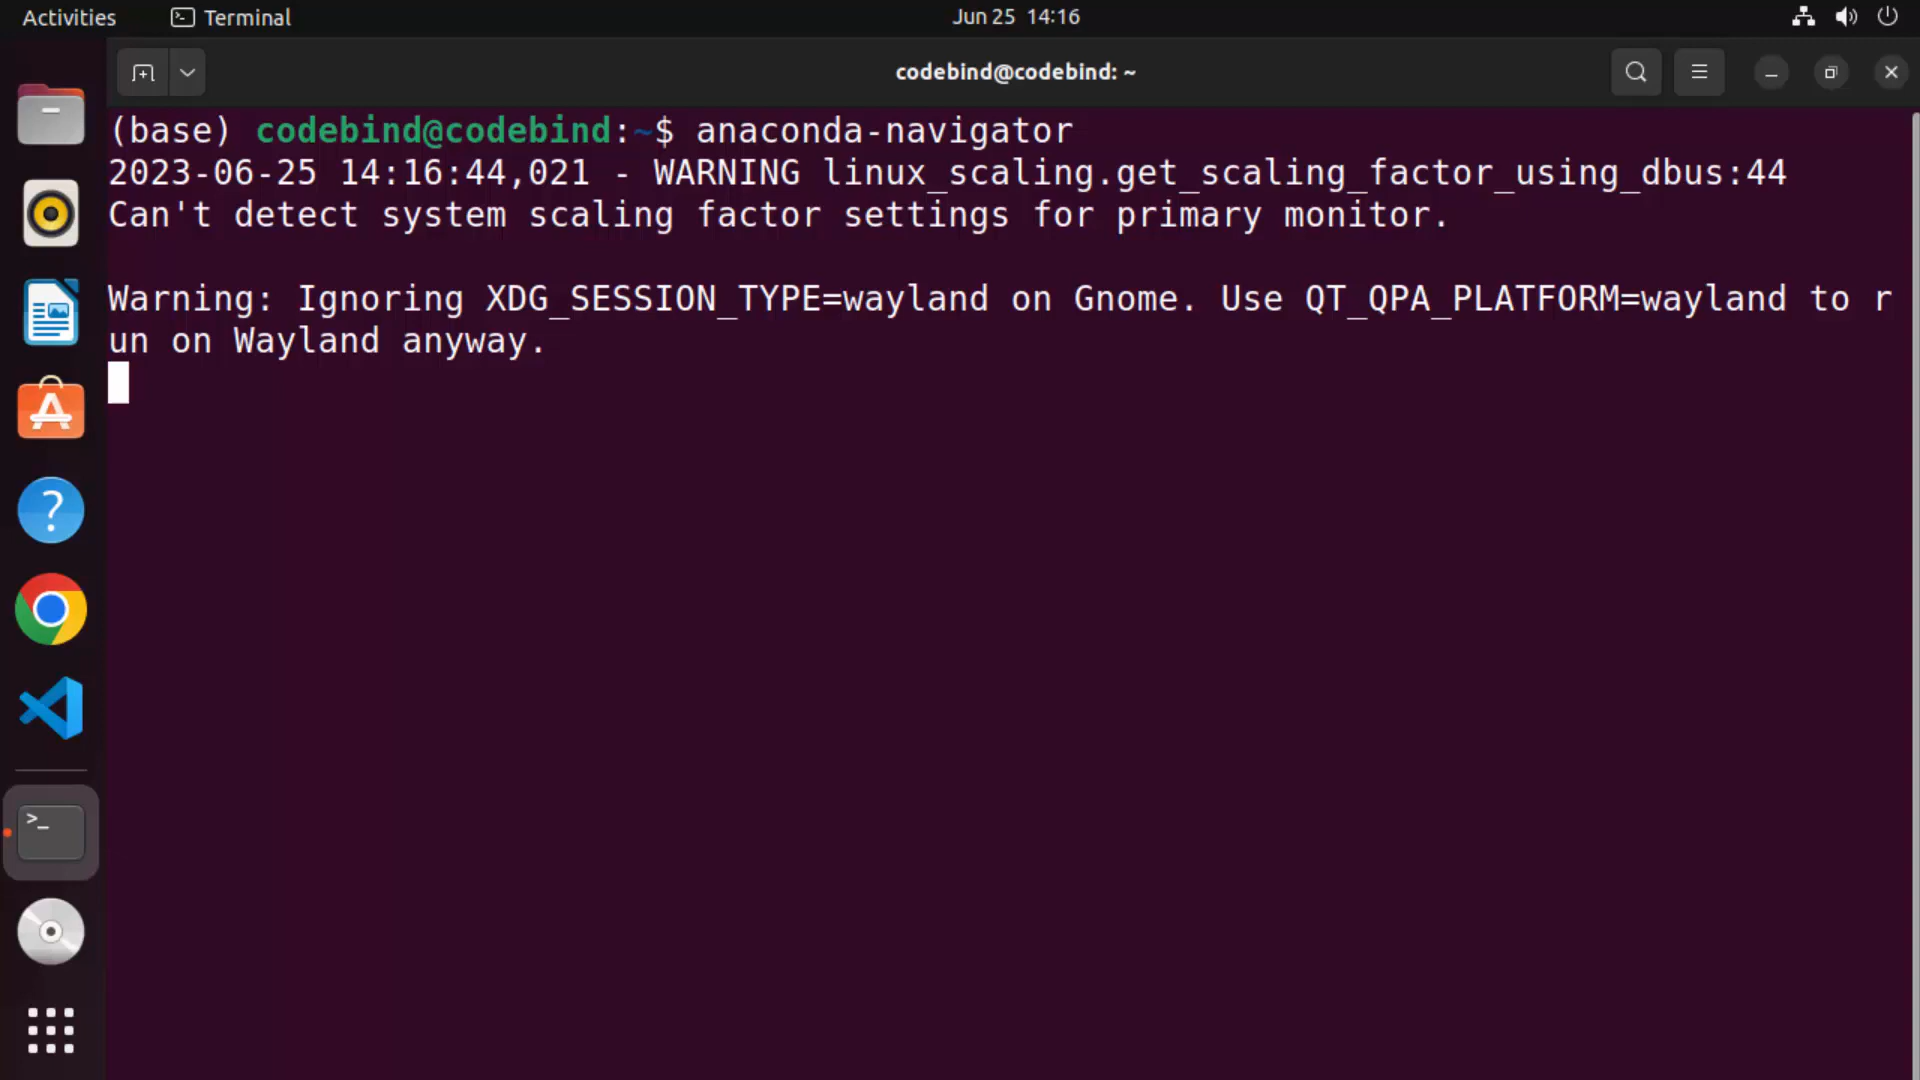 Activities
Terminal
Jun 25 14:16
codebind@codebind: ~
(base) codebind@codebind:~$ anaconda-navigator
2023-06-25 14:16:44,021 - WARNING linux_scaling.get_scaling_factor_using_dbus:44
Can't detect system scaling factor settings for primary monitor.
Warning: Ignoring XDG_SESSION_TYPE=wayland on Gnome. Use QT_QPA_PLATFORM=wayland to r
un on Wayland anyway.